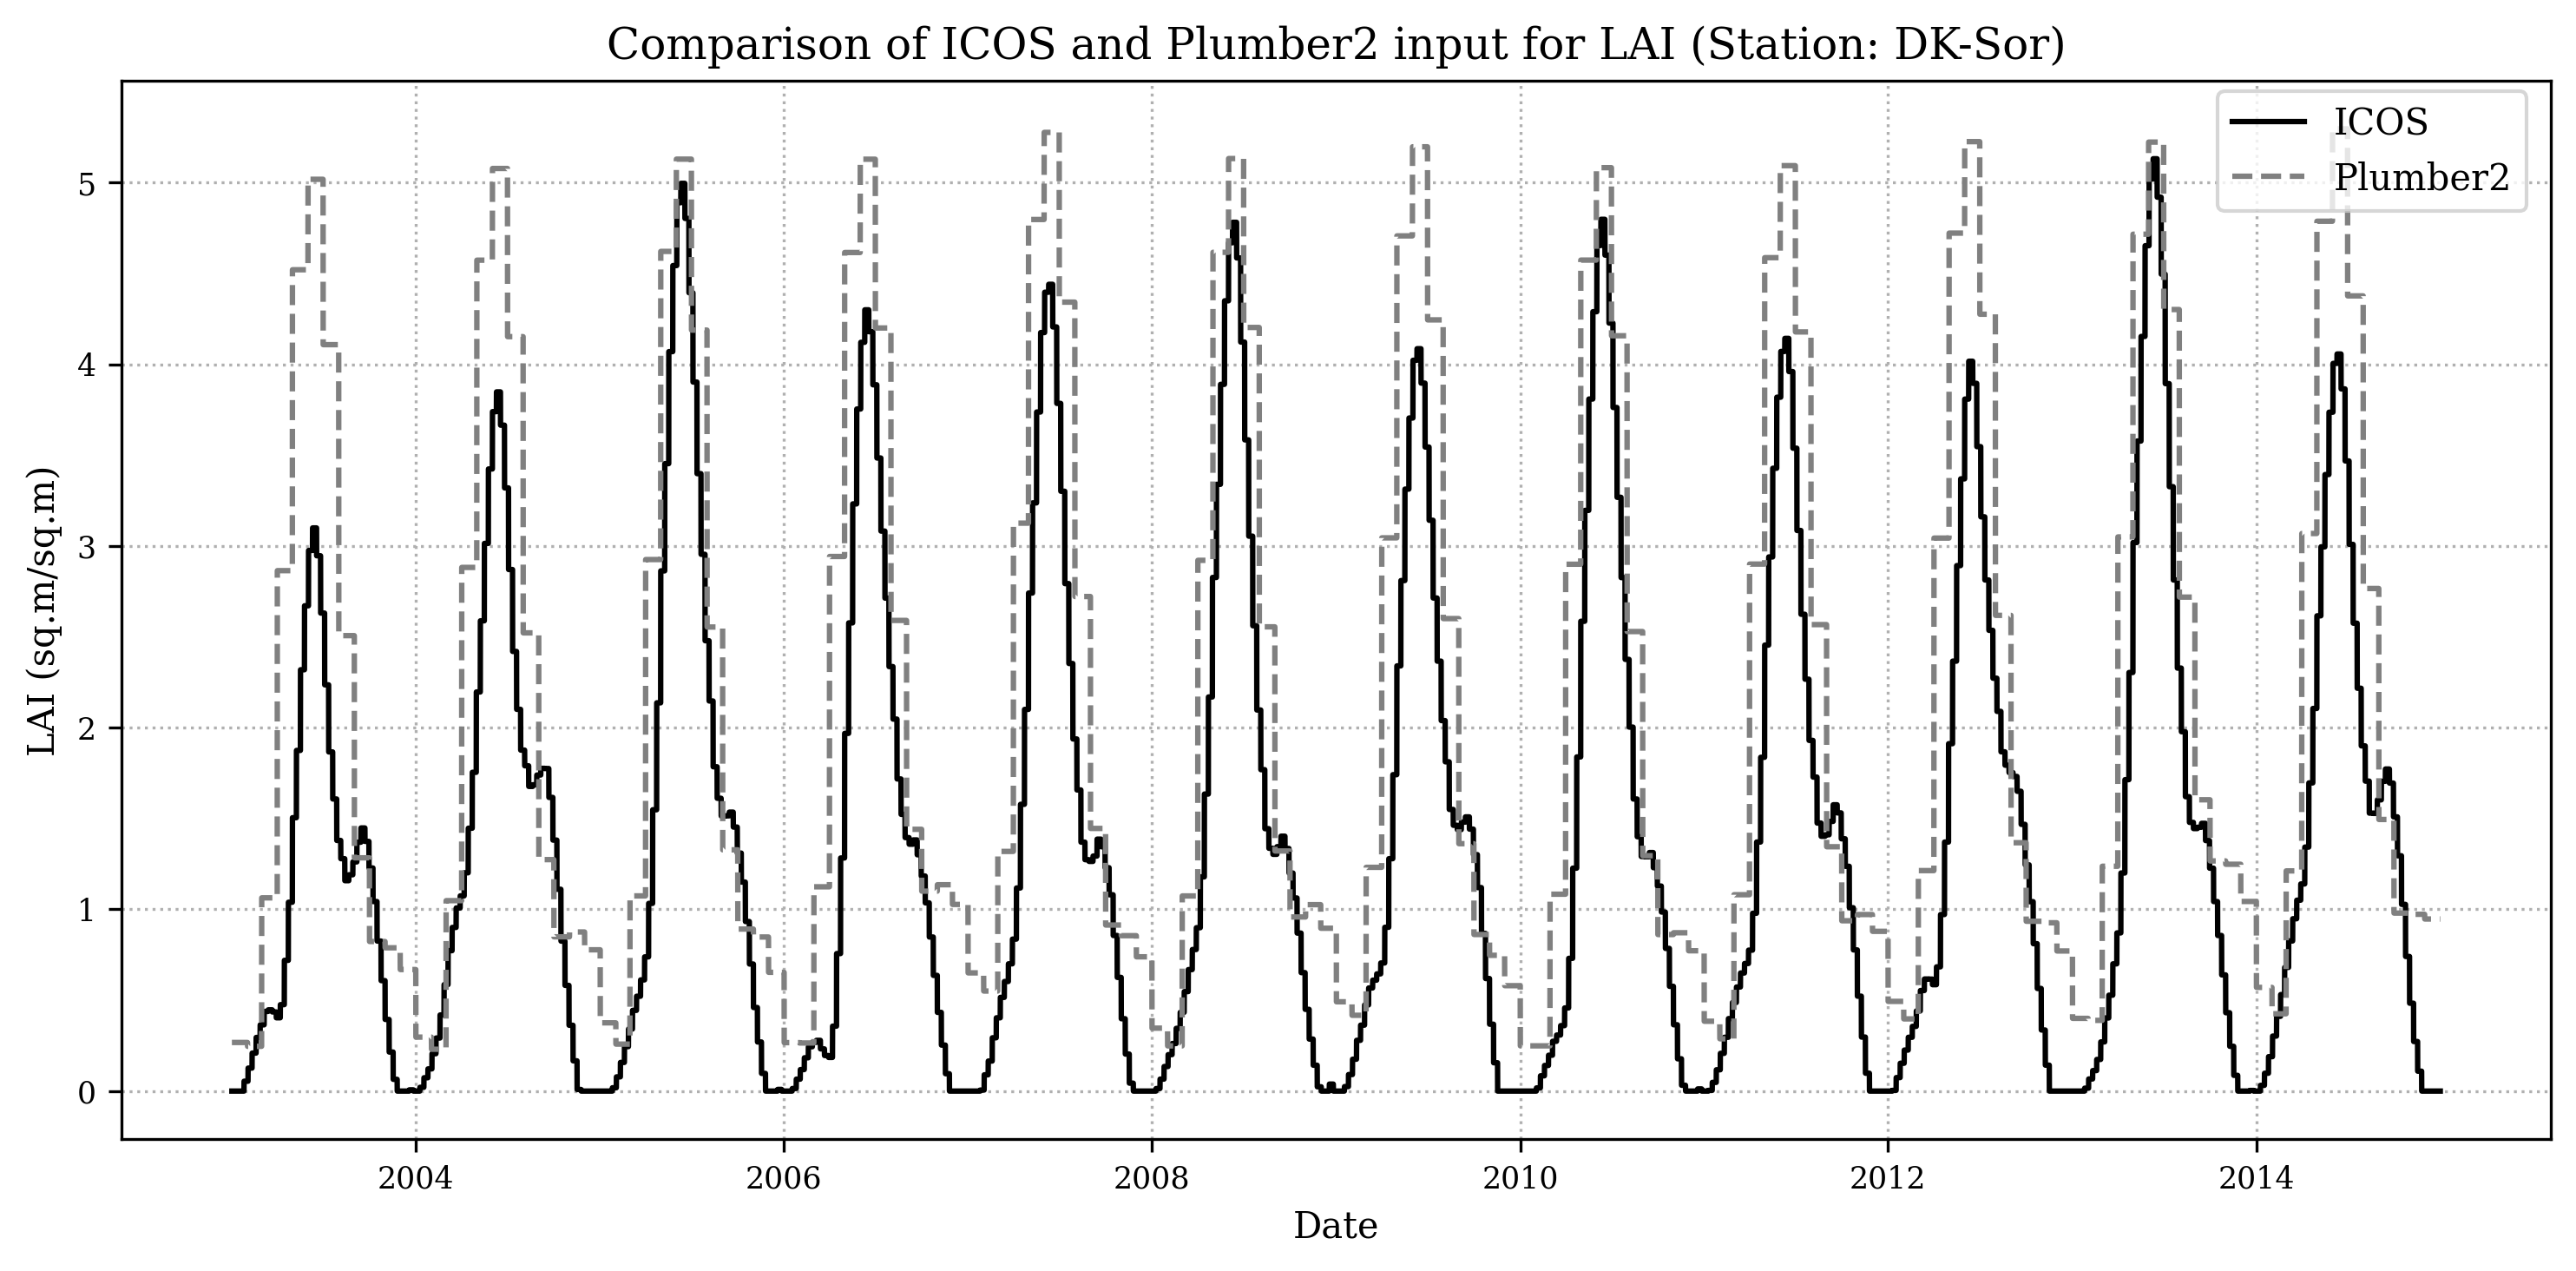 Comparison of ICOS and Plumber2 input for LAI (Station: DK-Sor)
ICOS
Plumber2
LAI (sq.m/sq.m)
5
4
3
2
1
0
2004 2006 2008 2010 2012 2014
Date